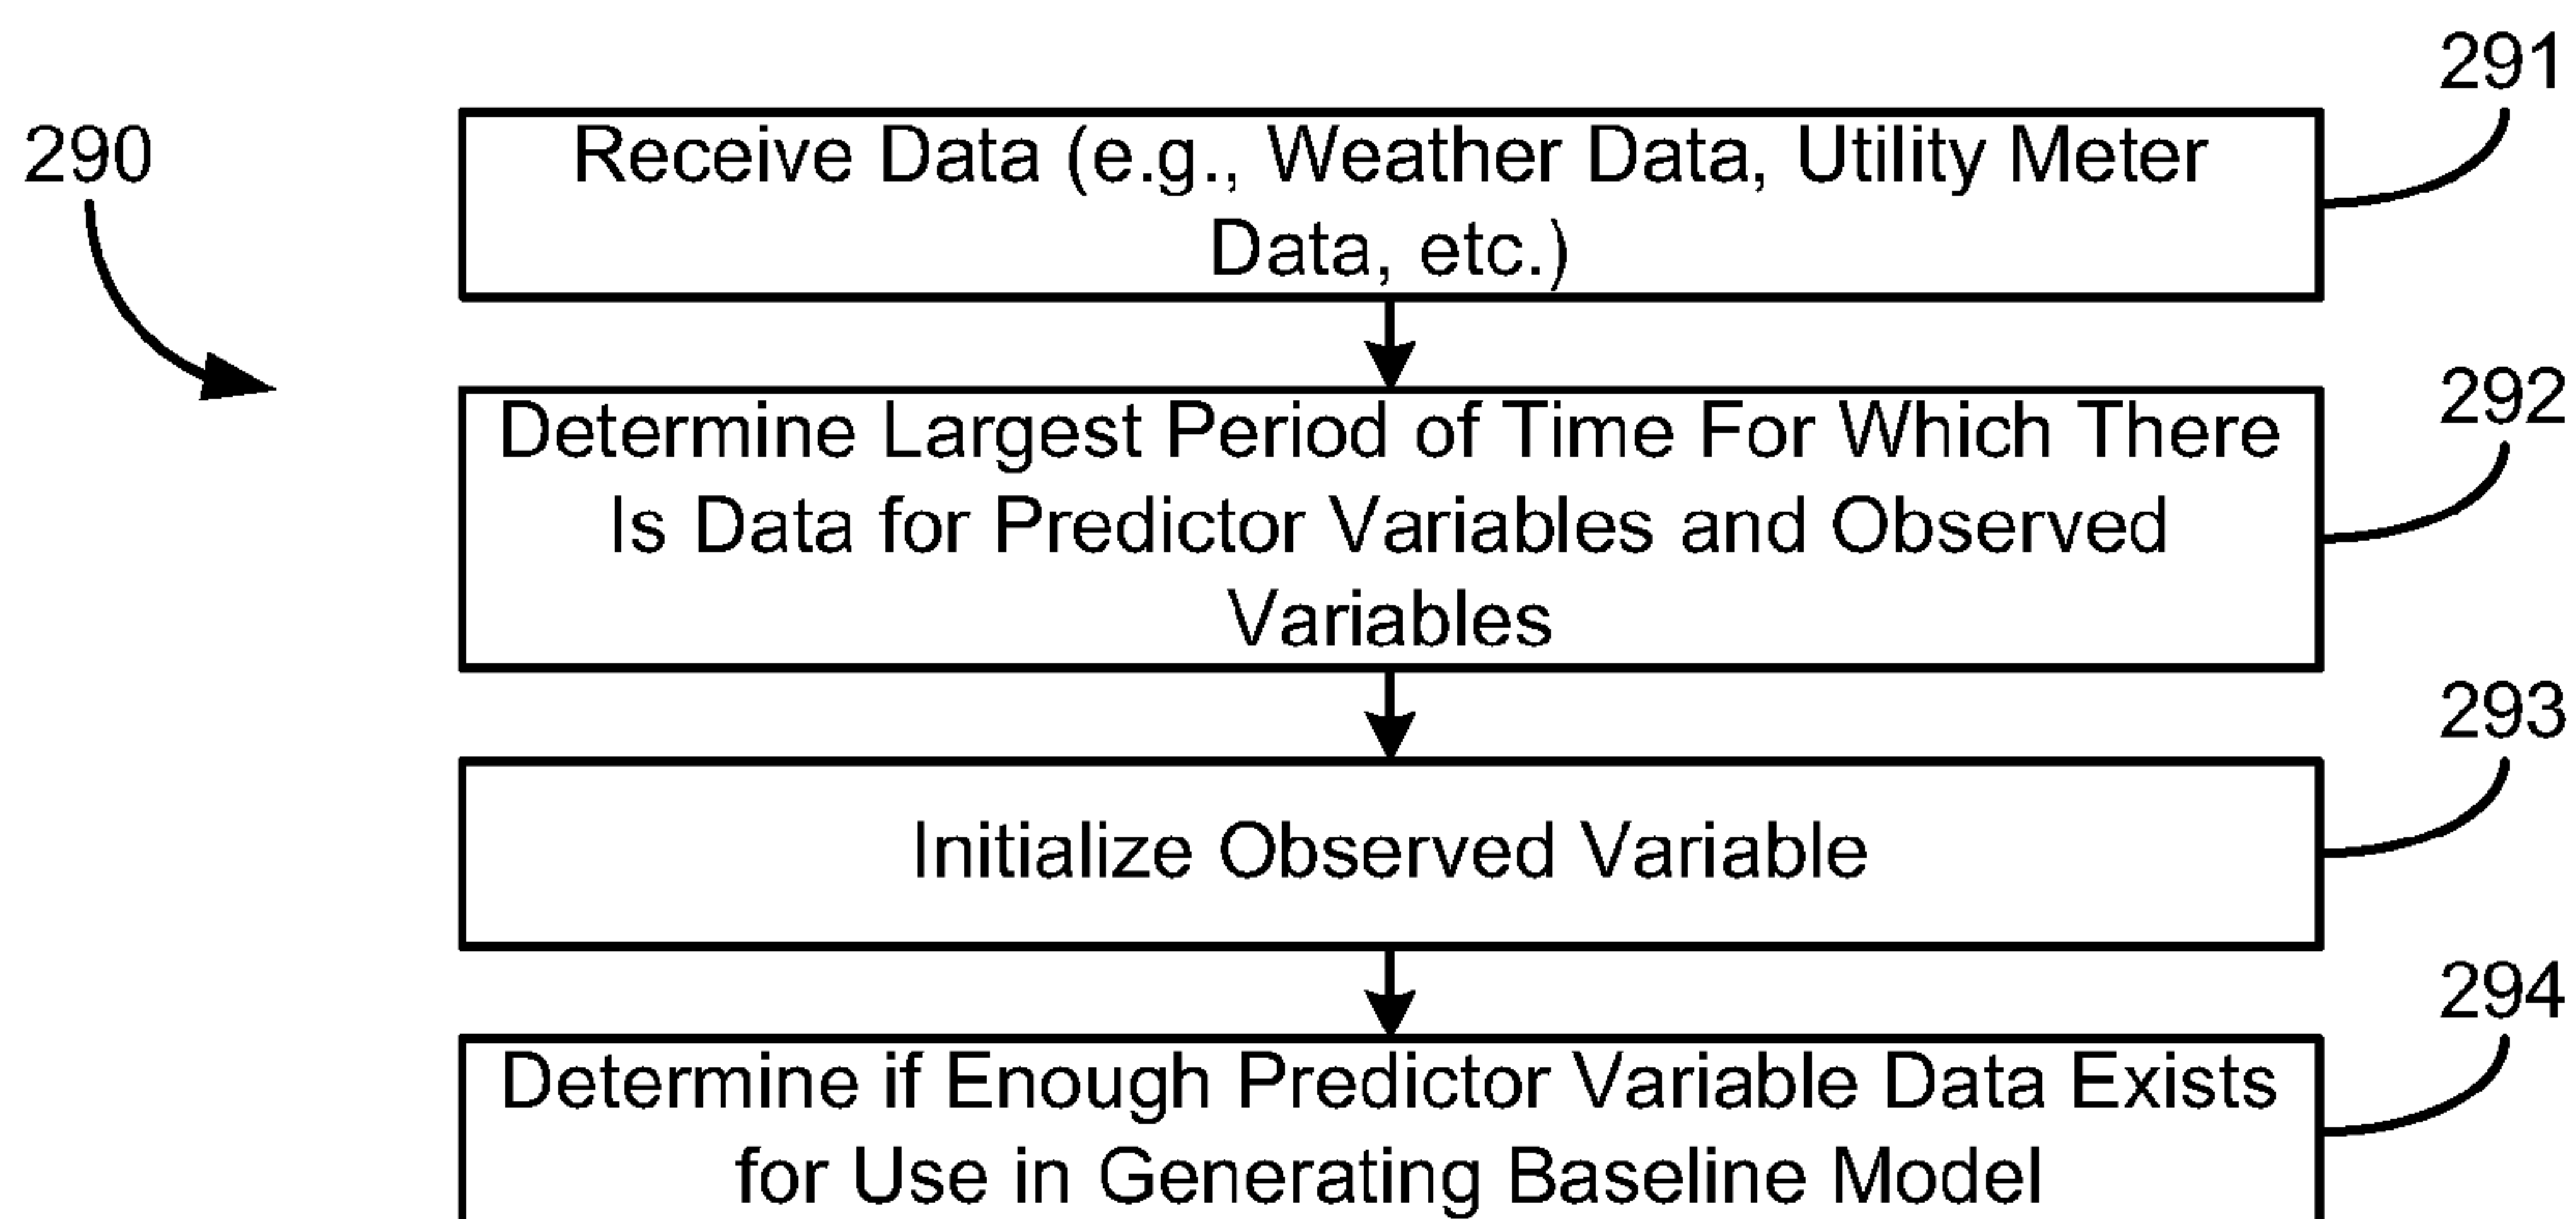 291
290
Receive Data (e.g., Weather Data, Utility Meter
Data, etc.)
292
Determine Largest Period of Time For Which There
Is Data for Predictor Variables and Observed
Variables
293
Initialize Observed Variable
294
Determine if Enough Predictor Variable Data Exists
for Use in Generating Baseline Model